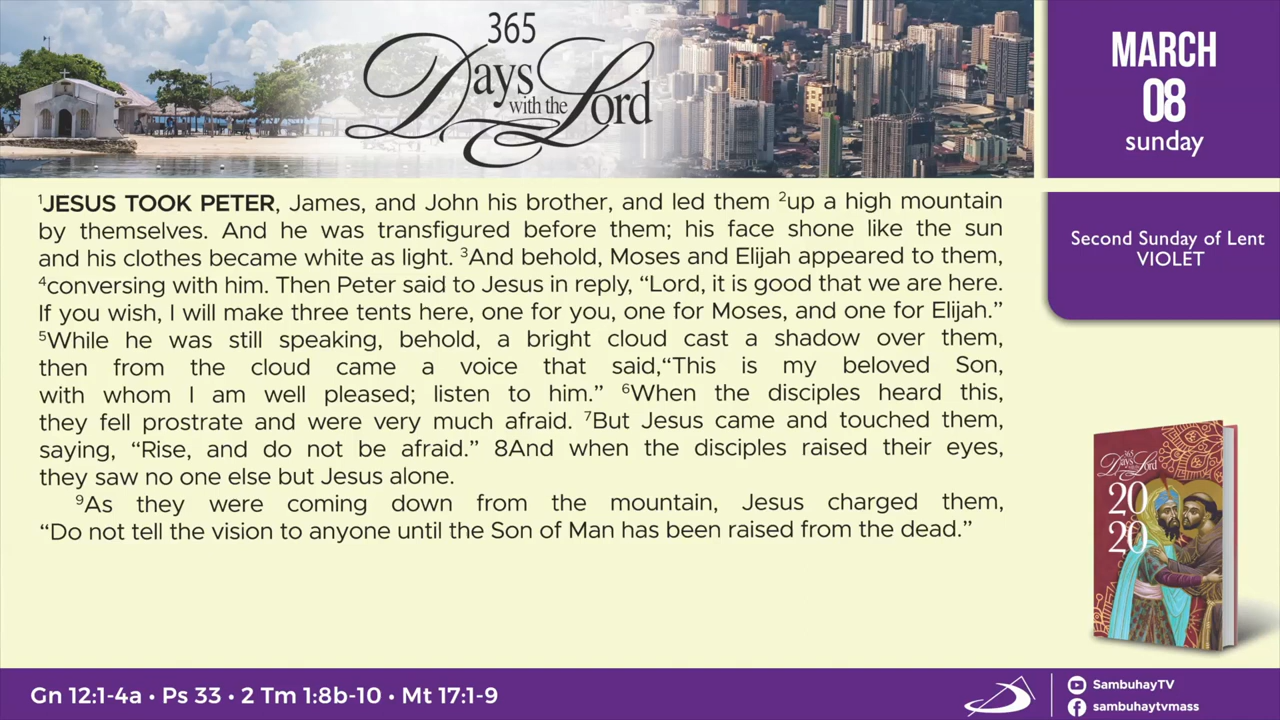 365
Days with the Lord
MARCH
08
sunday
Second Sunday of Lent
VIOLET
¹JESUS TOOK PETER, James, and John his brother, and led them ²up a high mountain
by themselves. And he was transfigured before them; his face shone like the sun
and his clothes became white as light. ³And behold, Moses and Elijah appeared to them,
⁴conversing with him. Then Peter said to Jesus in reply, “Lord, it is good that we are here.
If you wish, I will make three tents here, one for you, one for Moses, and one for Elijah.”
⁵While he was still speaking, behold, a bright cloud cast a shadow over them,
then from the cloud came a voice that said,“This is my beloved Son,
with whom I am well pleased; listen to him.” ⁶When the disciples heard this,
they fell prostrate and were very much afraid. ⁷But Jesus came and touched them,
saying, “Rise, and do not be afraid.” 8And when the disciples raised their eyes,
they saw no one else but Jesus alone.
⁹As they were coming down from the mountain, Jesus charged them,
“Do not tell the vision to anyone until the Son of Man has been raised from the dead.”
365
Days with the Lord
20
20
Gn 12:1-4a • Ps 33 • 2 Tm 1:8b-10 • Mt 17:1-9
SambuhayTV
sambuhaytvmass